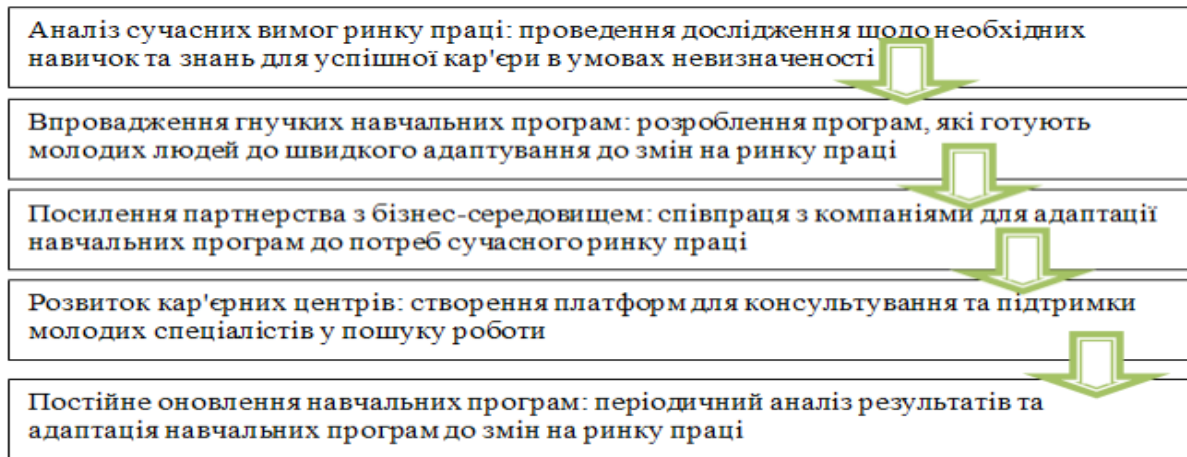 Аналіз сучасних вимог ринку праці: проведення дослідження щодо необхідних
навичок та знань для успішної кар'єри в умовах невизначеності
Впровадження гнучких навчальних програм: розроблення програм, які готують
молодих людей до швидкого адаптування до змін на ринку праці
Посилення партнерства з бізнес-середовищем: співпраця з компаніями для адаптації
навчальних програм до потреб сучасного ринку праці
Розвиток кар'єрних центрів: створення платформ для консультування та підтримки
молодих спеціалістів у пошуку роботи
Постійне оновлення навчальних програм: періодичний аналіз результатів та
адаптація навчальних програм до змін на ринку праці